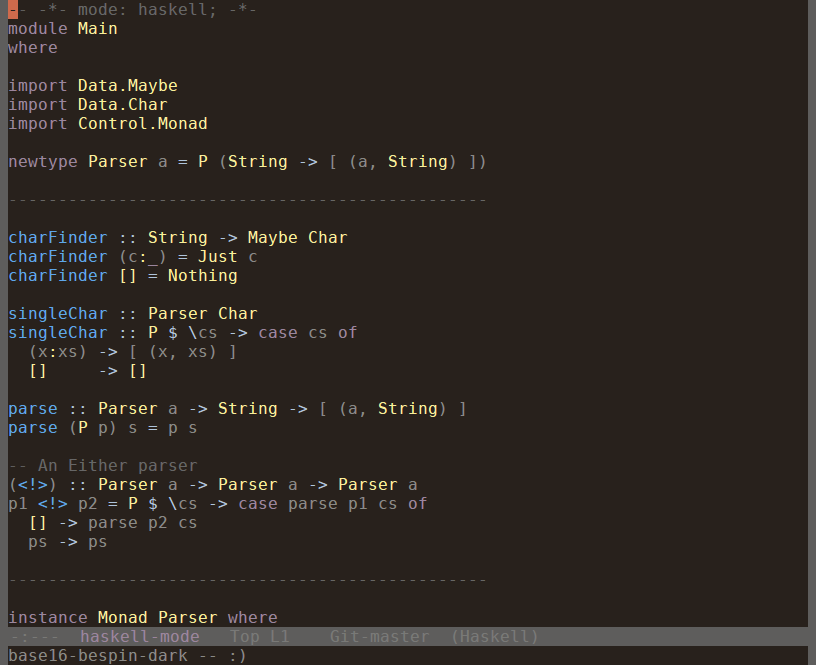 -- -*- mode: haskell; -*-
module Main
where

import Data.Maybe
import Data.Char
import Control.Monad

newtype Parser a = P (String -> [ (a, String) ])

------------------------------------------------

charFinder :: String -> Maybe Char
charFinder (c:_) = Just c
charFinder [] = Nothing

singleChar :: Parser Char
singleChar :: P $ \cs -> case cs of
  (x:xs) -> [ (x, xs) ]
  []     -> []

parse :: Parser a -> String -> [ (a, String) ]
parse (P p) s = p s

-- An Either parser
(<!>) :: Parser a -> Parser a -> Parser a
p1 <!> p2 = P $ \cs -> case parse p1 cs of
  [] -> parse p2 cs
  ps -> ps

------------------------------------------------

instance Monad Parser where
-:---  haskell-mode   Top L1    Git-master  (Haskell)
base16-bespin-dark -- :)